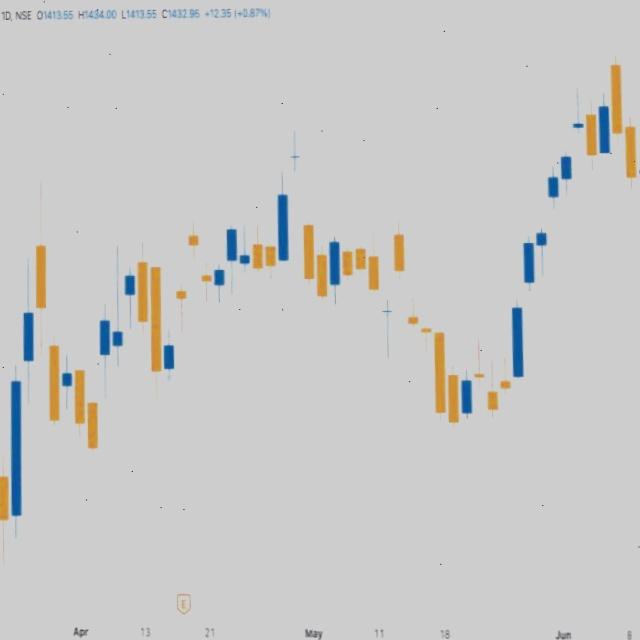 1D, NSE O1413.55 H1434.00 L1413.55 C1432.95 +12.35 (+0.87%)
E
Apr 13 21 May 11 18 Jun 8